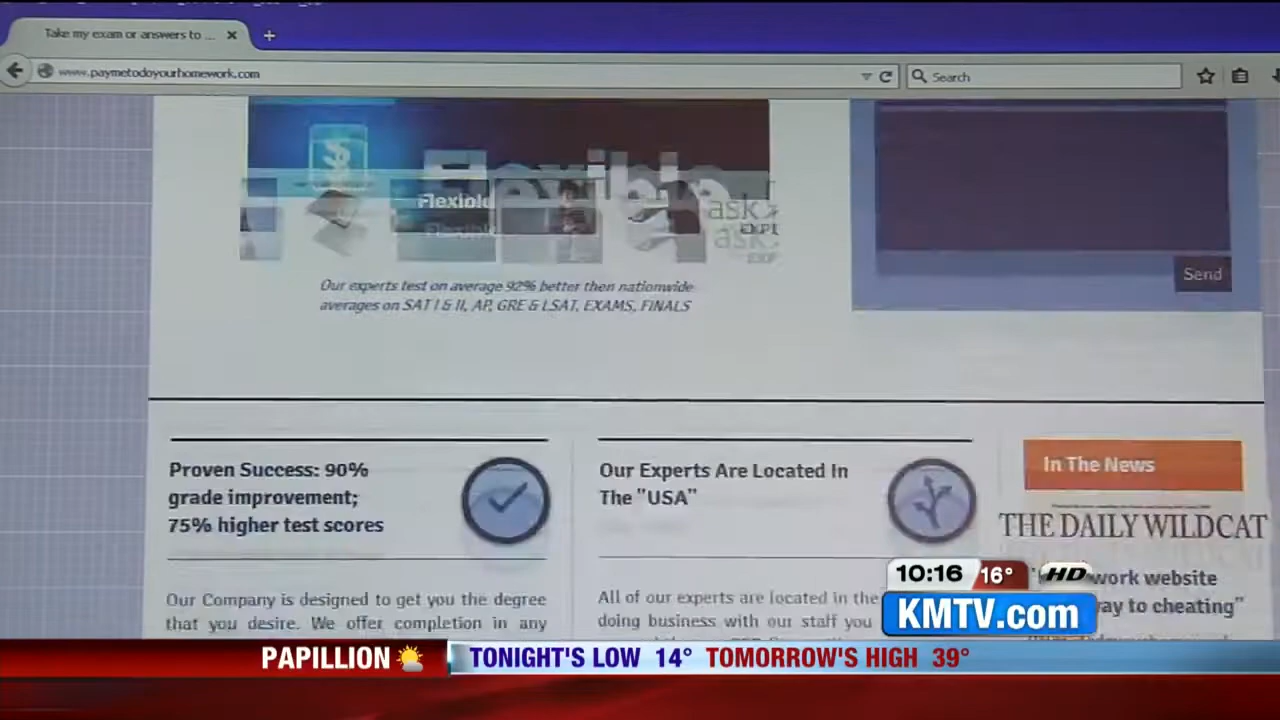 Take my exam or answers to ...
www.paymetodoyourhomework.com
Search
$
Flexible
Flexible
ask
EXP
Send
Our experts test on average 92% better then nationwide
averages on SAT I & II, AP, GRE & LSAT, EXAMS, FINALS
Proven Success: 90%
grade improvement;
75% higher test scores
Our Experts Are Located In
The "USA"
In The News
THE DAILY WILDCAT
work website
way to cheating"
Our Company is designed to get you the degree
that you desire. We offer completion in any
All of our experts are located in the
doing business with our staff you
10:16 16° HD
KMTV.com
PAPILLION TONIGHT'S LOW 14° TOMORROW'S HIGH 39°